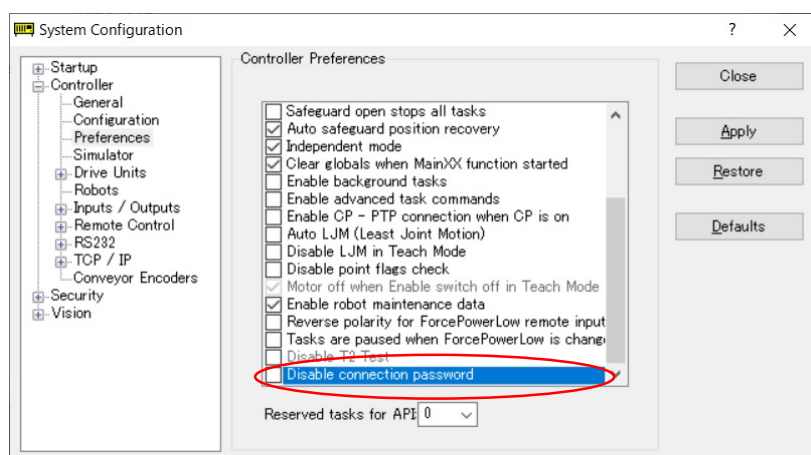 System Configuration
?
Startup
Controller
General
Configuration
Preferences
Simulator
Drive Units
Robots
Inputs / Outputs
Remote Control
RS232
TCP / IP
Conveyor Encoders
Security
Vision
Controller Preferences
Safeguard open stops all tasks
Auto safeguard position recovery
Independent mode
Clear globals when MainXX function started
Enable background tasks
Enable advanced task commands
Enable CP - PTP connection when CP is on
Auto LJM (Least Joint Motion)
Disable LJM in Teach Mode
Disable point flags check
Motor off when Enable switch off in Teach Mode
Enable robot maintenance data
Reverse polarity for ForcePowerLow remote input
Tasks are paused when ForcePowerLow is chang
Disable T2 Test
Disable connection password
Reserved tasks for API: 0
Close
Apply
Restore
Defaults